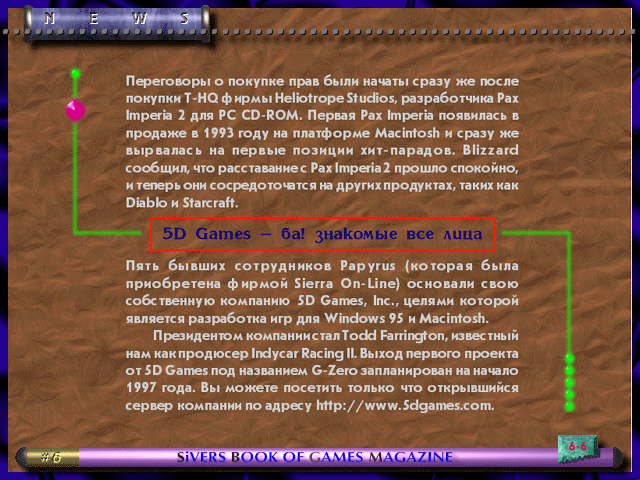 NEWS
Переговоры о покупке прав были начаты сразу же после
покупки T-HQ фирмы Heliotrope Studios, разработчика Pax
Imperia 2 для PC CD-ROM. Первая Pax Imperia появилась в
продаже в 1993 году на платформе Macintosh и сразу же
вырвалась на первые позиции хит-парадов. Blizzard
сообщил, что расставание с Pax Imperia 2 прошло спокойно,
и теперь они сосредоточатся на других продуктах, таких как
Diablo и Starcraft.
5D Games – ба! знакомые все лица
Пять бывших сотрудников Papyrus (которая была
приобретена фирмой Sierra On-Line) основали свою
собственную компанию 5D Games, Inc., целями которой
является разработка игр для Windows 95 и Macintosh.
Президентом компании стал Todd Farrington, известный
нам как продюсер Indycar Racing II. Выход первого проекта
от 5D Games под названием G-Zero запланирован на начало
1997 года. Вы можете посетить только что открывшийся
сервер компании по адресу http://www.5dgames.com.
6-6
#6
SiVERS BOOK OF GAMES MAGAZINE